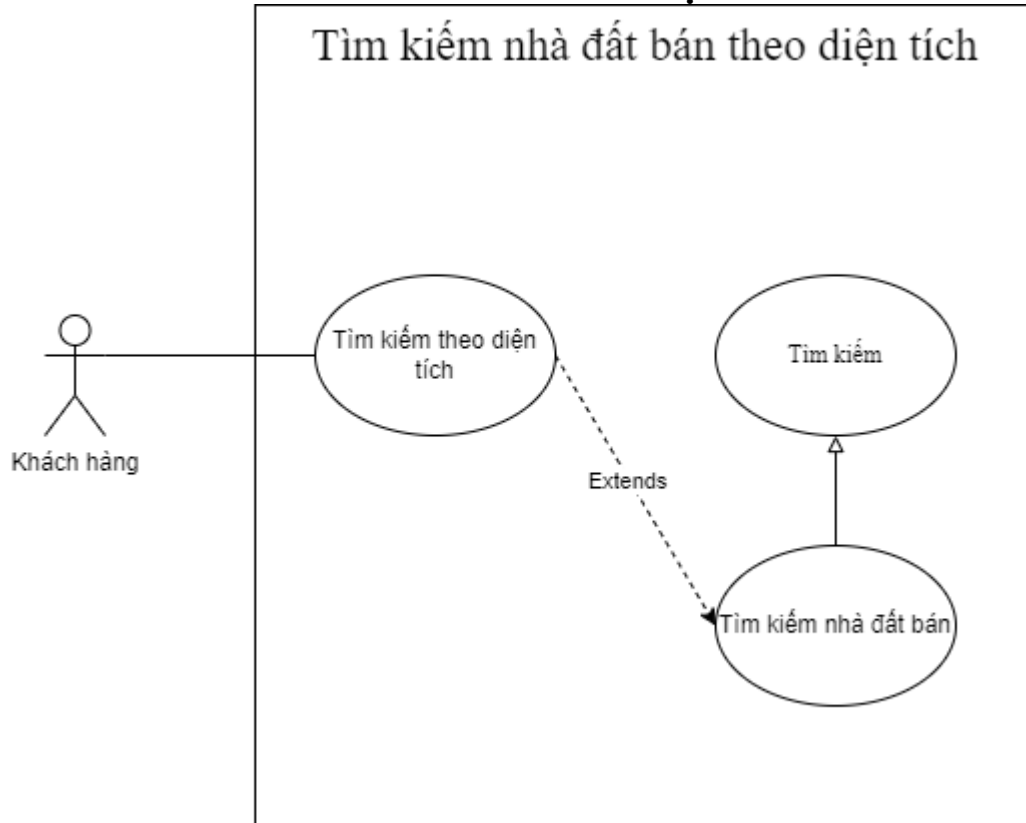 Tìm kiếm nhà đất bán theo diện tích
Tìm kiếm theo diện
tích
Tìm kiếm
Khách hàng
Extends
Tìm kiếm nhà đất bán